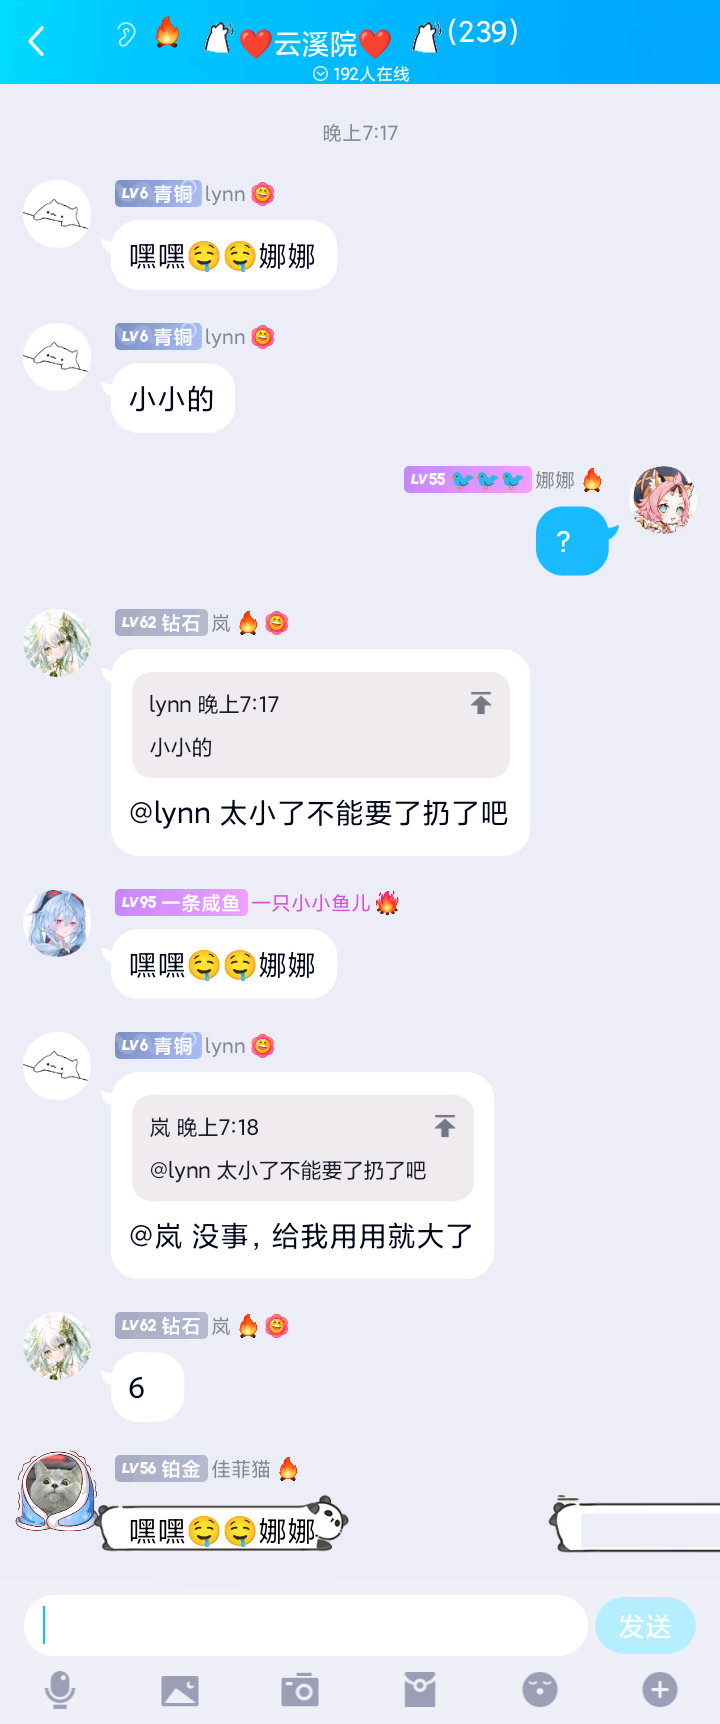 🔥 ❤️云溪院❤️ (239)
192人在线
晚上7:17
LV6 青铜 lynn
嘿嘿🤤🤤娜娜
LV6 青铜 lynn
小小的
LV55 🐦🐦🐦 娜娜 🔥
?
LV62 钻石 岚 🔥
lynn 晚上7:17
小小的
@lynn 太小了不能要了扔了吧
LV95 一条咸鱼 一只小小鱼儿 🔥
嘿嘿🤤🤤娜娜
LV6 青铜 lynn
岚 晚上7:18
@lynn 太小了不能要了扔了吧
@岚 没事，给我用用就大了
LV62 钻石 岚 🔥
6
LV56 铂金 佳菲猫 🔥
嘿嘿🤤🤤娜娜
发送